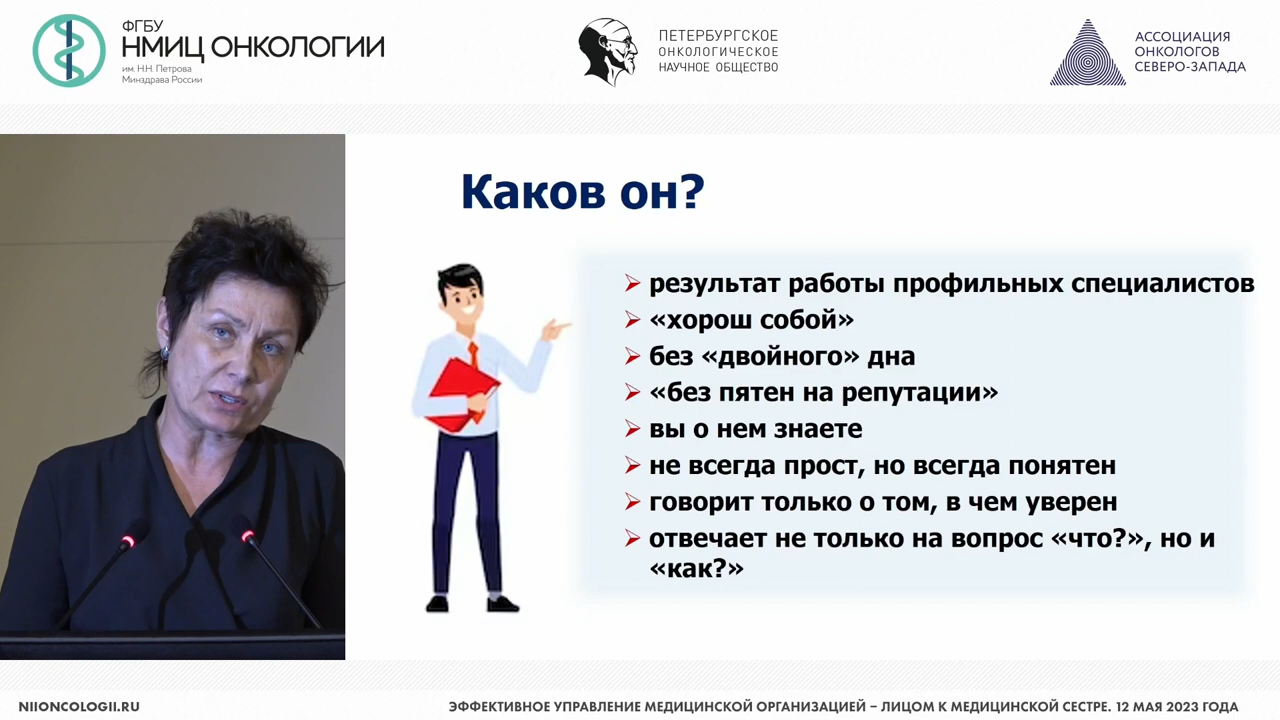 ФГБУ
НМИЦ ОНКОЛОГИИ
им. Н.Н. Петрова
Минздрава России
ПЕТЕРБУРГСКОЕ
ОНКОЛОГИЧЕСКОЕ
НАУЧНОЕ ОБЩЕСТВО
АССОЦИАЦИЯ
ОНКОЛОГОВ
СЕВЕРО-ЗАПАДА
Каков он?
результат работы профильных специалистов
«хорош собой»
без «двойного» дна
«без пятен на репутации»
вы о нем знаете
не всегда прост, но всегда понятен
говорит только о том, в чем уверен
отвечает не только на вопрос «что?», но и
«как?»
NIIONCOLOGII.RU
ЭФФЕКТИВНОЕ УПРАВЛЕНИЕ МЕДИЦИНСКОЙ ОРГАНИЗАЦИЕЙ – ЛИЦОМ К МЕДИЦИНСКОЙ СЕСТРЕ. 12 МАЯ 2023 ГОДА